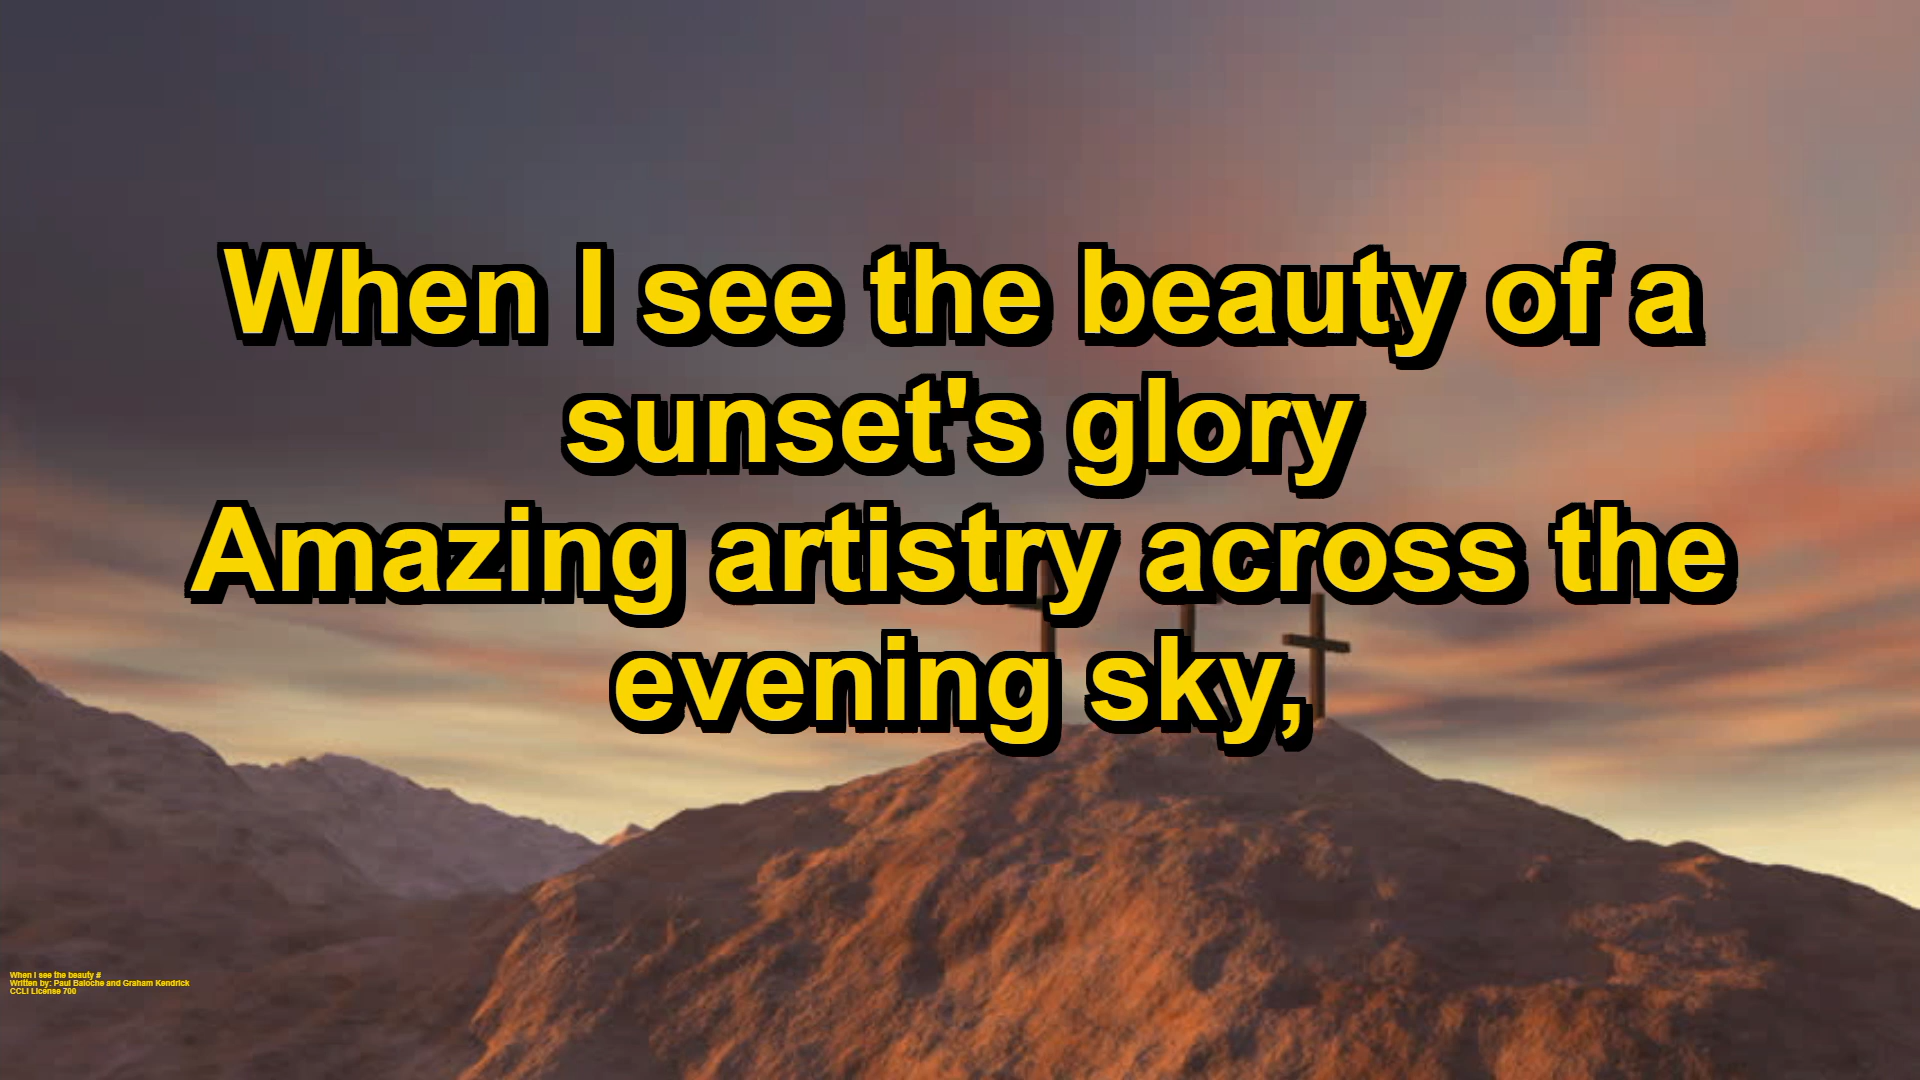 When I see the beauty of a
sunset's glory
Amazing artistry across the
evening sky,
When I see the beauty #
Written by: Paul Baloche and Graham Kendrick
CCLI License 700